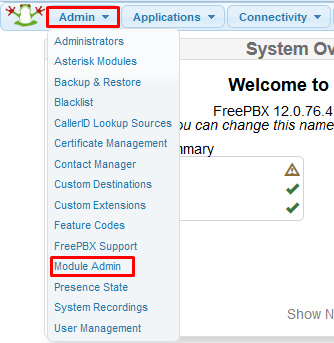 Admin Applications Connectivity
System Ov
Administrators
Asterisk Modules
Backup & Restore
Welcome to
Blacklist
FreePBX 12.0.76.4
CallerID Lookup Sources
ou can change this name
Certificate Management
mmary
Contact Manager
Custom Destinations
Custom Extensions
Feature Codes
FreePBX Support
Module Admin
Presence State
System Recordings
Show N
User Management